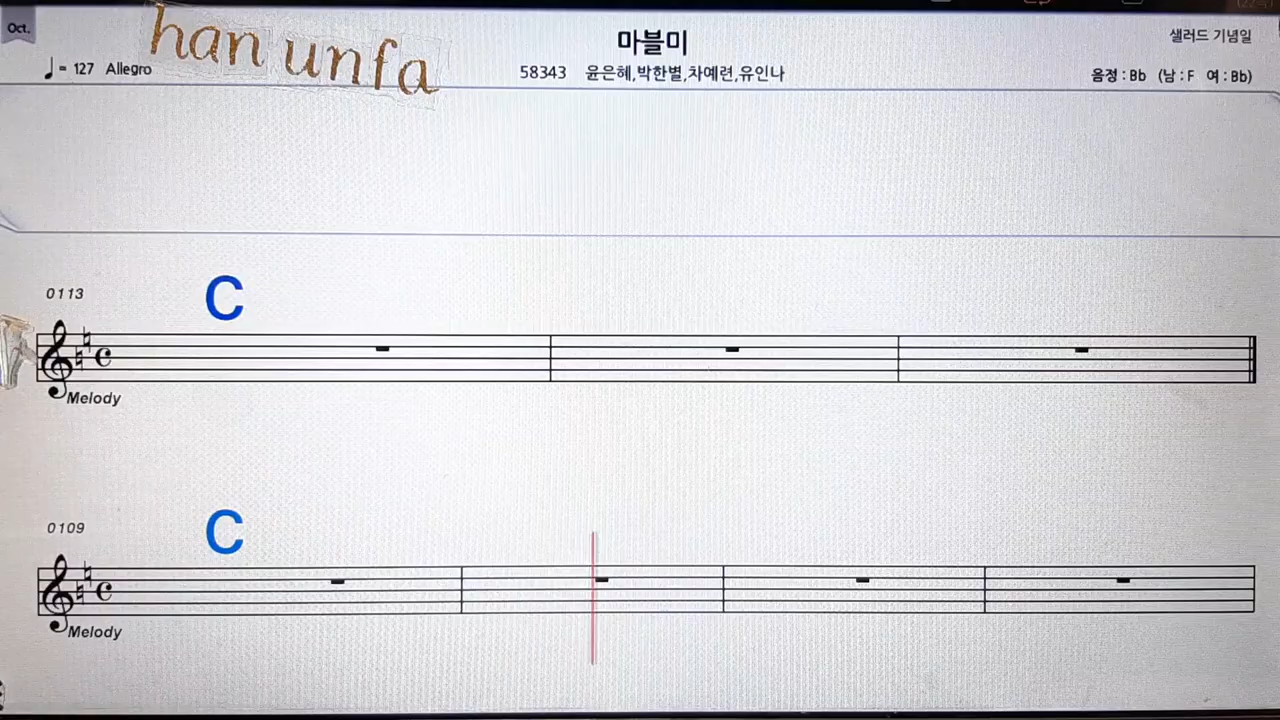 Oct.
han unfa
마블미
샐러드 기념일
♩= 127 Allegro
58343 윤은혜,박한별,차예련,유인나
음정 : Bb (남 : F 여 : Bb)
0113
C
Melody
0109
C
Melody